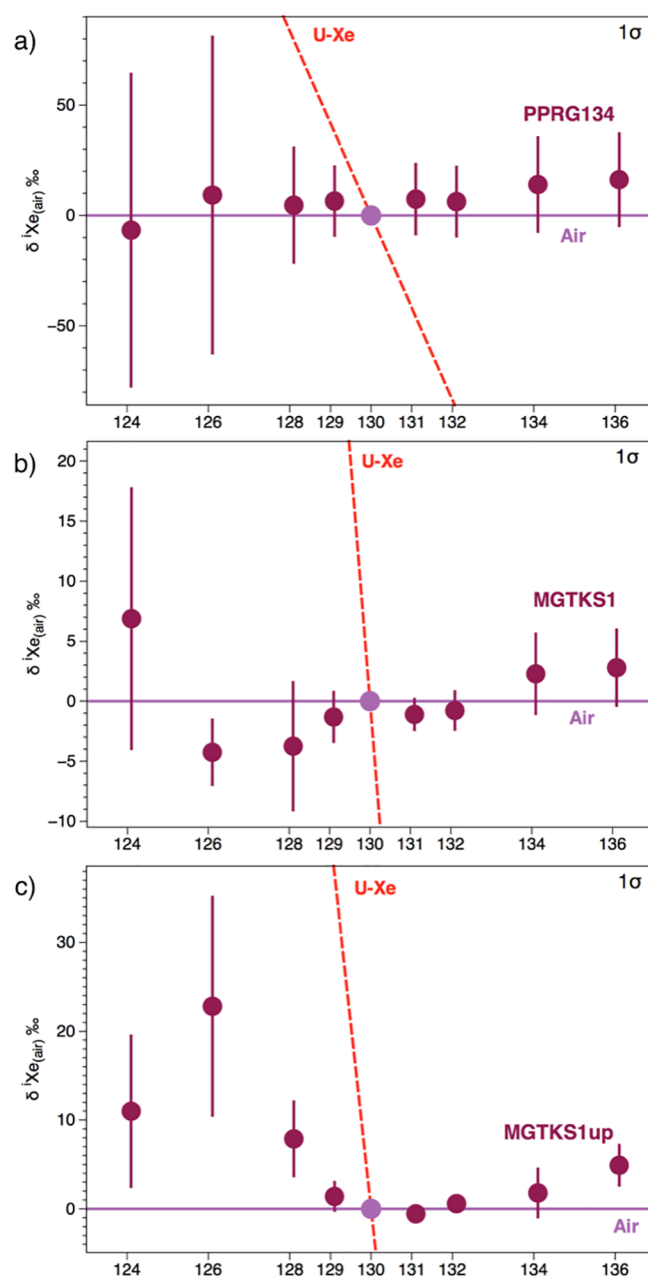 a)
1σ
U-Xe
PPRG134
Air
δ ⁱXe(air) ‰
50
0
−50
124 126 128 129 130 131 132 134 136
b)
1σ
U-Xe
MGTKS1
Air
δ ⁱXe(air) ‰
20
15
10
5
0
−5
−10
124 126 128 129 130 131 132 134 136
c)
1σ
U-Xe
MGTKS1up
Air
δ ⁱXe(air) ‰
30
20
10
0
124 126 128 129 130 131 132 134 136